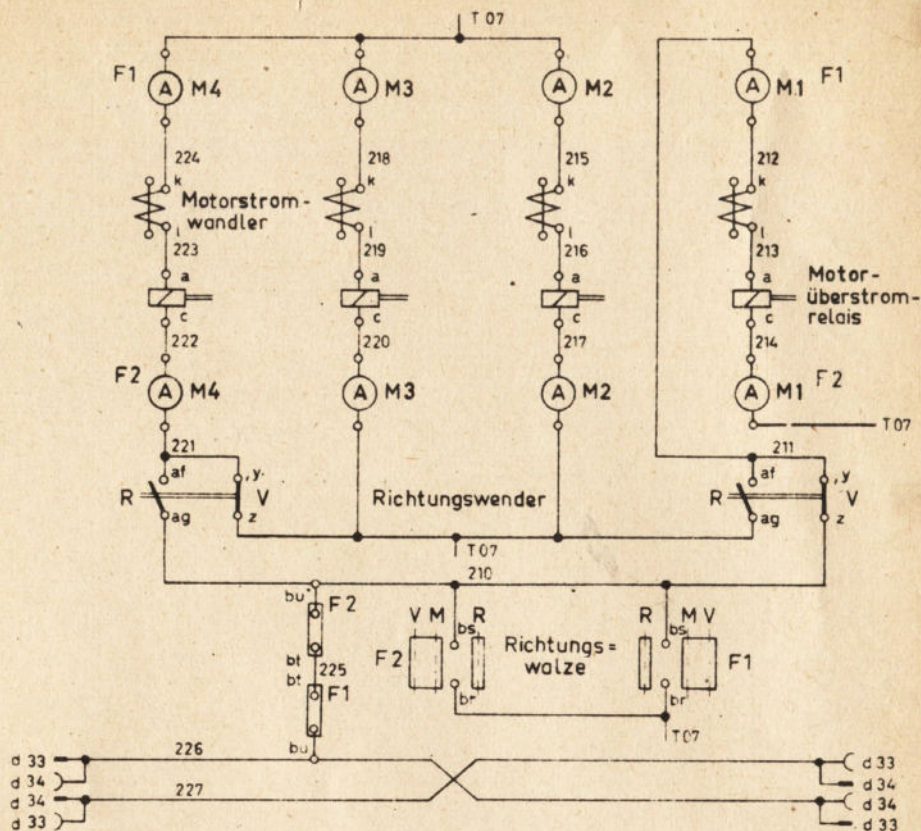 T 07
F1 M4 M3 M2 M1 F1
224 218 215 212
k k k k
Motorstrom-
wandler
l l l l
223 219 216 213
a a a a
Motor-
überstrom-
relais
c c c c
222 220 217 214
F2 A M4 A M3 A M2 A M1 F2
A A A A
T07
221 211
af y af y
R V Richtungswender R V
ag z ag z
T07
210
bu F2 V M R R M V
bs bs
F2 Richtungs=
walze F1
bt 225
bt F1 br br
bu T07
d 33 226 d 33
d 34 d 34
d 34 227 d 34
d 33 d 33